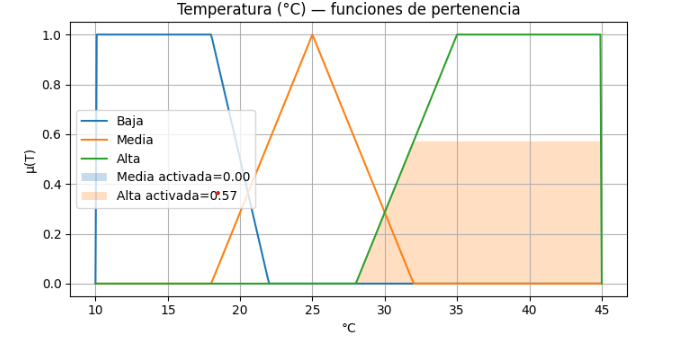 Temperatura (°C) — funciones de pertenencia
μ(T)
1.0
0.8
0.6
0.4
0.2
0.0
Baja
Media
Alta
Media activada=0.00
Alta activada=0.57
10 15 20 25 30 35 40 45
°C